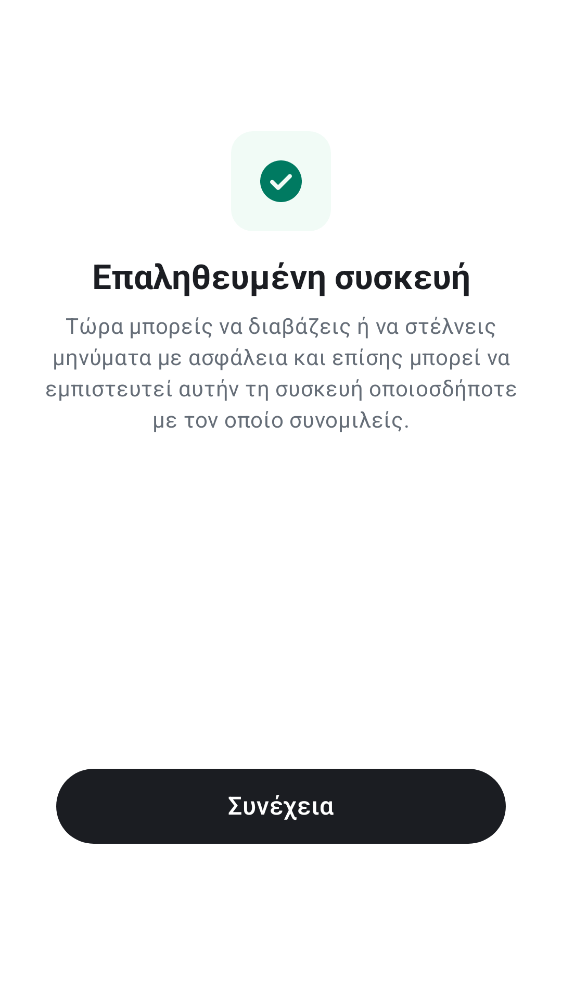 Επαληθευμένη συσκευή
Τώρα μπορείς να διαβάζεις ή να στέλνεις
μηνύματα με ασφάλεια και επίσης μπορεί να
εμπιστευτεί αυτήν τη συσκευή οποιοσδήποτε
με τον οποίο συνομιλείς.
Συνέχεια